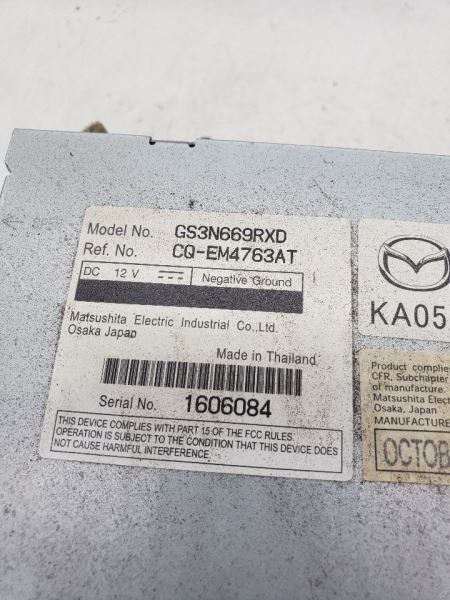 Model No. GS3N669RXD
Ref. No. CQ-EM4763AT
DC 12 V Negative Ground
Matsushita Electric Industrial Co.,Ltd.
Osaka Japan
Made in Thailand
Serial No. 1606084
THIS DEVICE COMPLIES WITH PART 15 OF THE FCC RULES.
OPERATION IS SUBJECT TO THE CONDITION THAT THIS DEVICE DOES
NOT CAUSE HARMFUL INTERFERENCE.
KA05
Product complie
CFR. Subchapter
of manufacture.
Matsushita Elect
Osaka, Japan
MANUFACTURE
OCTOB